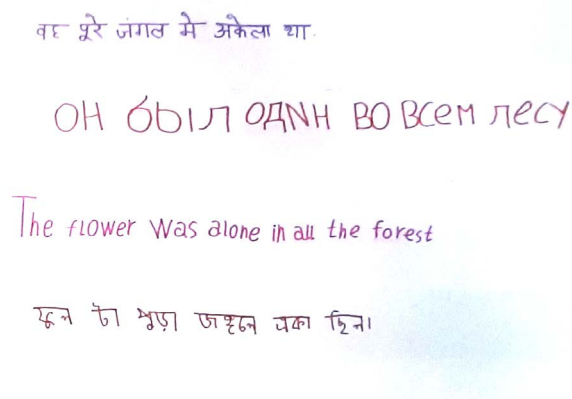 वह पूरे जंगल मे अकेला था.
ОН был ОДИН ВО ВСЕМ лесу
The flower was alone in all the forest
ফুল টা পুড়া জঙ্গলে একা ছিল।